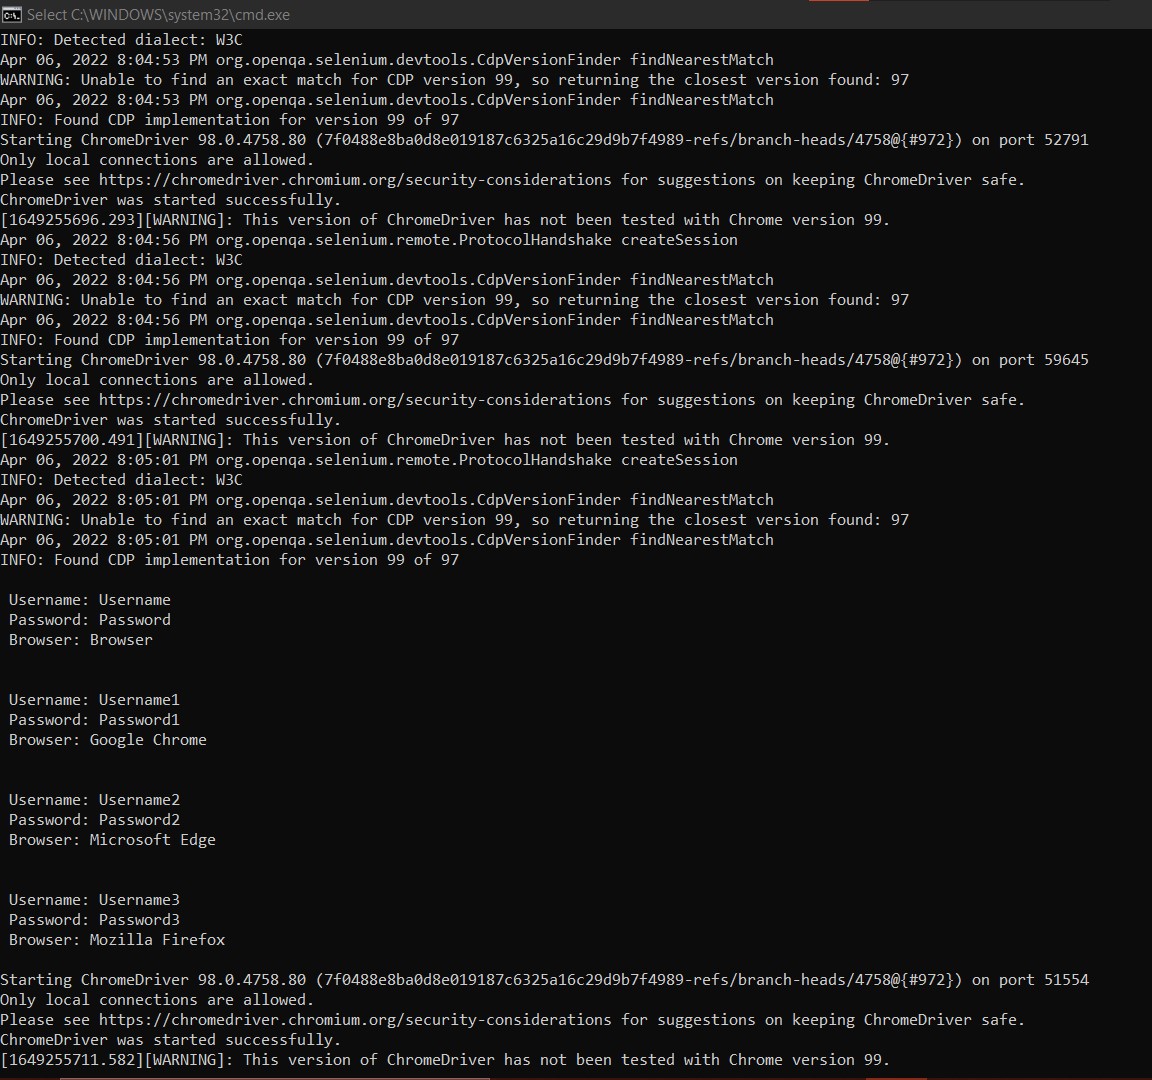 Select C:\WINDOWS\system32\cmd.exe
INFO: Detected dialect: W3C
Apr 06, 2022 8:04:53 PM org.openqa.selenium.devtools.CdpVersionFinder findNearestMatch
WARNING: Unable to find an exact match for CDP version 99, so returning the closest version found: 97
Apr 06, 2022 8:04:53 PM org.openqa.selenium.devtools.CdpVersionFinder findNearestMatch
INFO: Found CDP implementation for version 99 of 97
Starting ChromeDriver 98.0.4758.80 (7f0488e8ba0d8e019187c6325a16c29d9b7f4989-refs/branch-heads/4758@{#972}) on port 52791
Only local connections are allowed.
Please see https://chromedriver.chromium.org/security-considerations for suggestions on keeping ChromeDriver safe.
ChromeDriver was started successfully.
[1649255696.293][WARNING]: This version of ChromeDriver has not been tested with Chrome version 99.
Apr 06, 2022 8:04:56 PM org.openqa.selenium.remote.ProtocolHandshake createSession
INFO: Detected dialect: W3C
Apr 06, 2022 8:04:56 PM org.openqa.selenium.devtools.CdpVersionFinder findNearestMatch
WARNING: Unable to find an exact match for CDP version 99, so returning the closest version found: 97
Apr 06, 2022 8:04:56 PM org.openqa.selenium.devtools.CdpVersionFinder findNearestMatch
INFO: Found CDP implementation for version 99 of 97
Starting ChromeDriver 98.0.4758.80 (7f0488e8ba0d8e019187c6325a16c29d9b7f4989-refs/branch-heads/4758@{#972}) on port 59645
Only local connections are allowed.
Please see https://chromedriver.chromium.org/security-considerations for suggestions on keeping ChromeDriver safe.
ChromeDriver was started successfully.
[1649255700.491][WARNING]: This version of ChromeDriver has not been tested with Chrome version 99.
Apr 06, 2022 8:05:01 PM org.openqa.selenium.remote.ProtocolHandshake createSession
INFO: Detected dialect: W3C
Apr 06, 2022 8:05:01 PM org.openqa.selenium.devtools.CdpVersionFinder findNearestMatch
WARNING: Unable to find an exact match for CDP version 99, so returning the closest version found: 97
Apr 06, 2022 8:05:01 PM org.openqa.selenium.devtools.CdpVersionFinder findNearestMatch
INFO: Found CDP implementation for version 99 of 97
Username: Username
Password: Password
Browser: Browser
Username: Username1
Password: Password1
Browser: Google Chrome
Username: Username2
Password: Password2
Browser: Microsoft Edge
Username: Username3
Password: Password3
Browser: Mozilla Firefox
Starting ChromeDriver 98.0.4758.80 (7f0488e8ba0d8e019187c6325a16c29d9b7f4989-refs/branch-heads/4758@{#972}) on port 51554
Only local connections are allowed.
Please see https://chromedriver.chromium.org/security-considerations for suggestions on keeping ChromeDriver safe.
ChromeDriver was started successfully.
[1649255711.582][WARNING]: This version of ChromeDriver has not been tested with Chrome version 99.